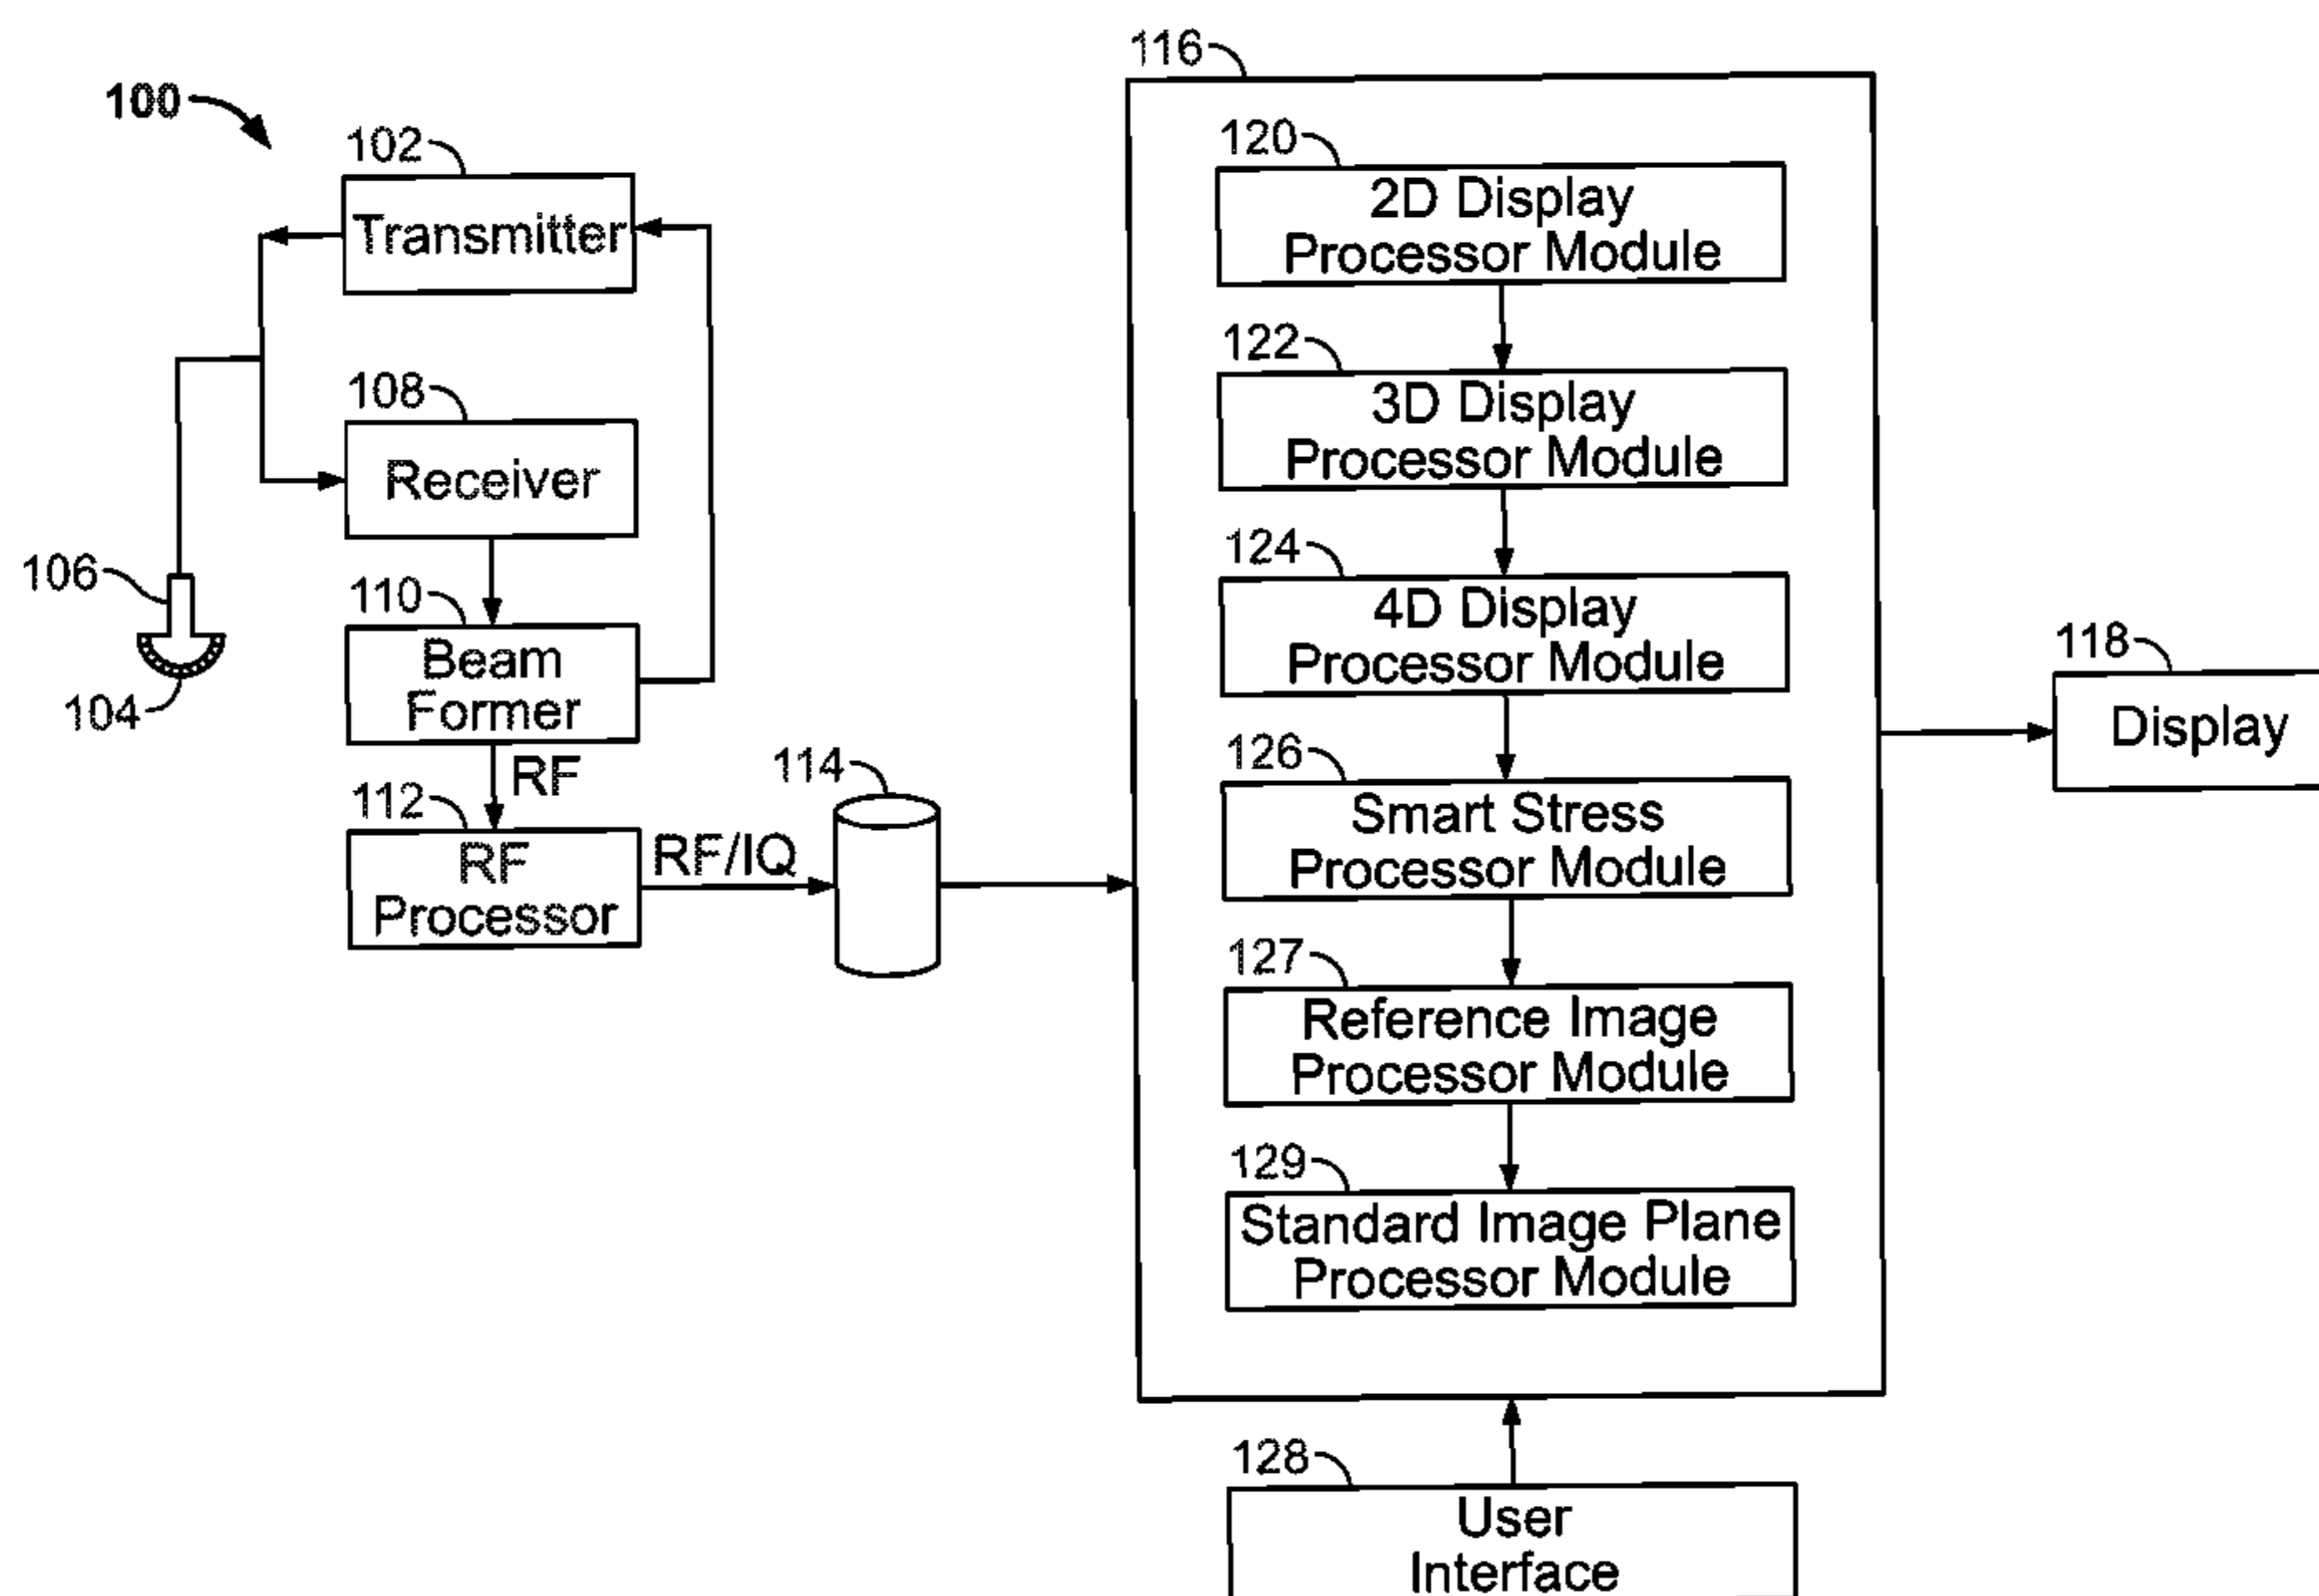 100
102
Transmitter
108
Receiver
106
104
110
Beam
Former
RF
112
RF
Processor
RF/IQ
114
116
120
2D Display
Processor Module
122
3D Display
Processor Module
124
4D Display
Processor Module
126
Smart Stress
Processor Module
127
Reference Image
Processor Module
129
Standard Image Plane
Processor Module
118
Display
128
User
Interface